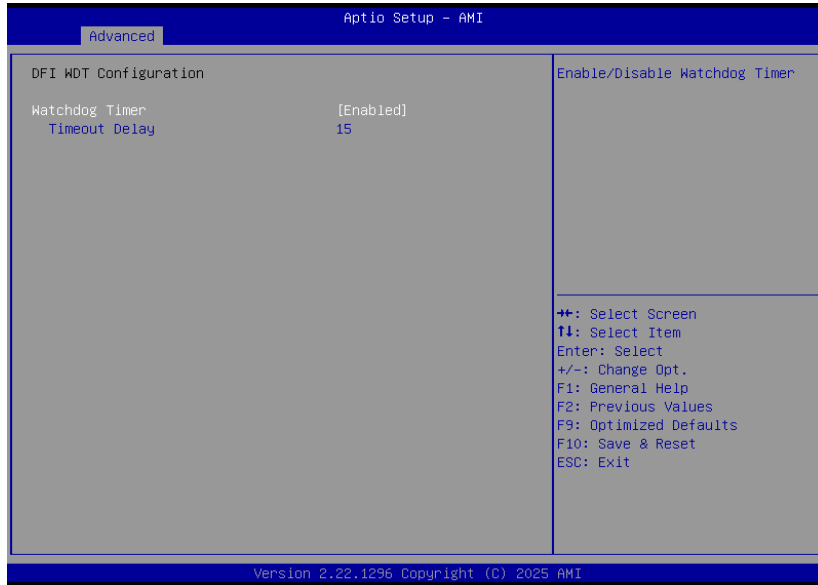 Aptio Setup – AMI
Advanced
DFI WDT Configuration
Watchdog Timer [Enabled]
Timeout Delay 15
Enable/Disable Watchdog Timer
→←: Select Screen
↑↓: Select Item
Enter: Select
+/-: Change Opt.
F1: General Help
F2: Previous Values
F9: Optimized Defaults
F10: Save & Reset
ESC: Exit
Version 2.22.1296 Copyright (C) 2025 AMI